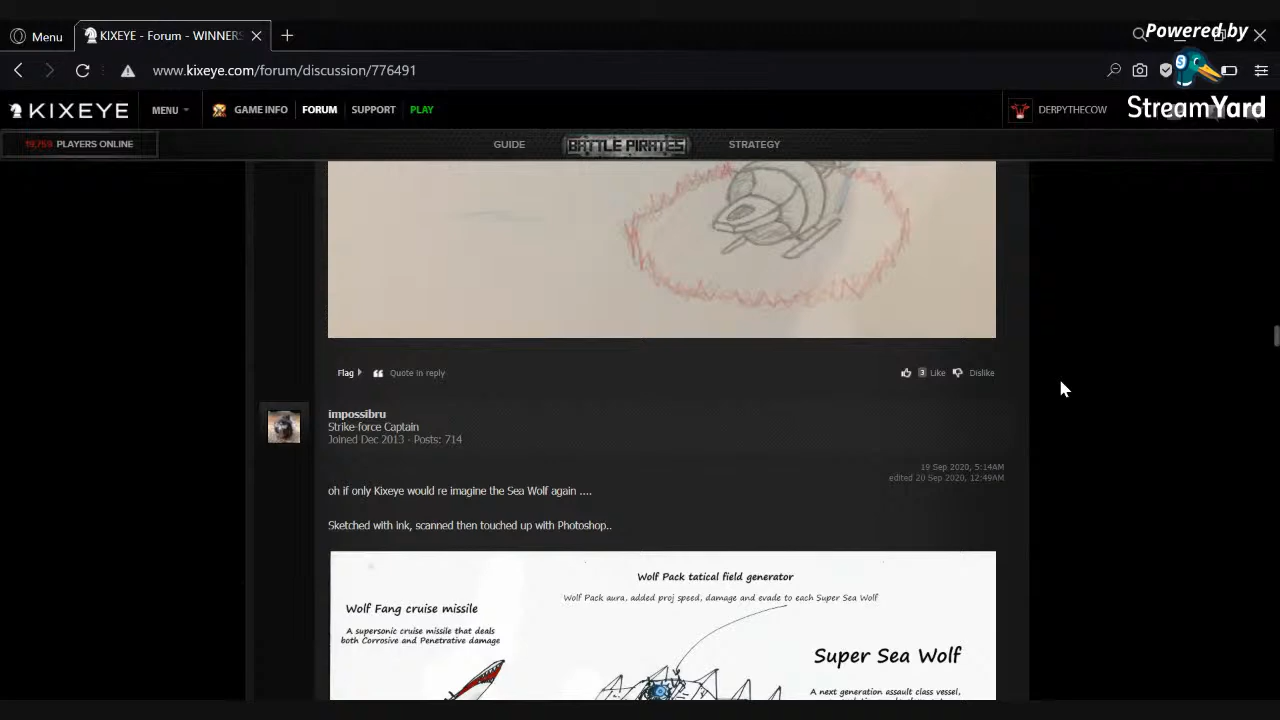 Menu
KIXEYE - Forum - WINNERS
Powered by
www.kixeye.com/forum/discussion/776491
StreamYard
KIXEYE
MENU
GAME INFO
FORUM
SUPPORT
PLAY
DERPYTHECOW
19,759 PLAYERS ONLINE
GUIDE
BATTLE PIRATES
STRATEGY
Flag
Quote in reply
3 Like
Dislike
impossibru
Strike-force Captain
Joined Dec 2013 · Posts: 714
19 Sep 2020, 5:14AM
edited 20 Sep 2020, 12:49AM
oh if only Kixeye would re imagine the Sea Wolf again ....
Sketched with ink, scanned then touched up with Photoshop..
Wolf Pack tatical field generator
Wolf Pack aura, added proj speed, damage and evade to each Super Sea Wolf
Wolf Fang cruise missile
A supersonic cruise missile that deals
both Corrosive and Penetrative damage
Super Sea Wolf
A next generation assault class vessel,